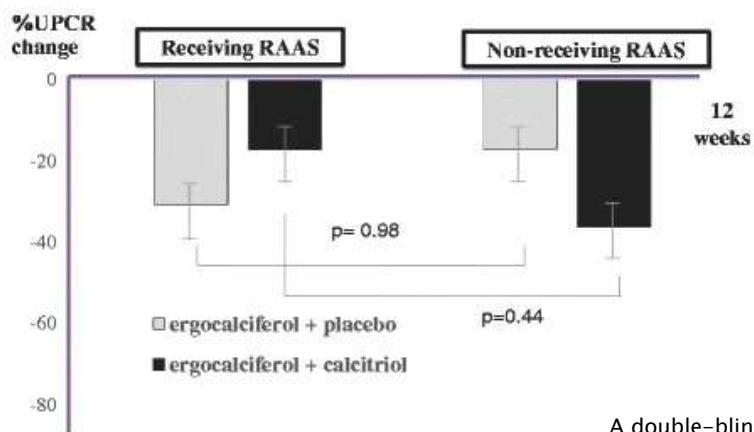 %UPCR
change
Receiving RAAS
Non-receiving RAAS
0
12
weeks
-20
-40
p= 0.98
-60
ergocalciferol + placebo
p=0.44
ergocalciferol + calcitriol
-80
A double-blin